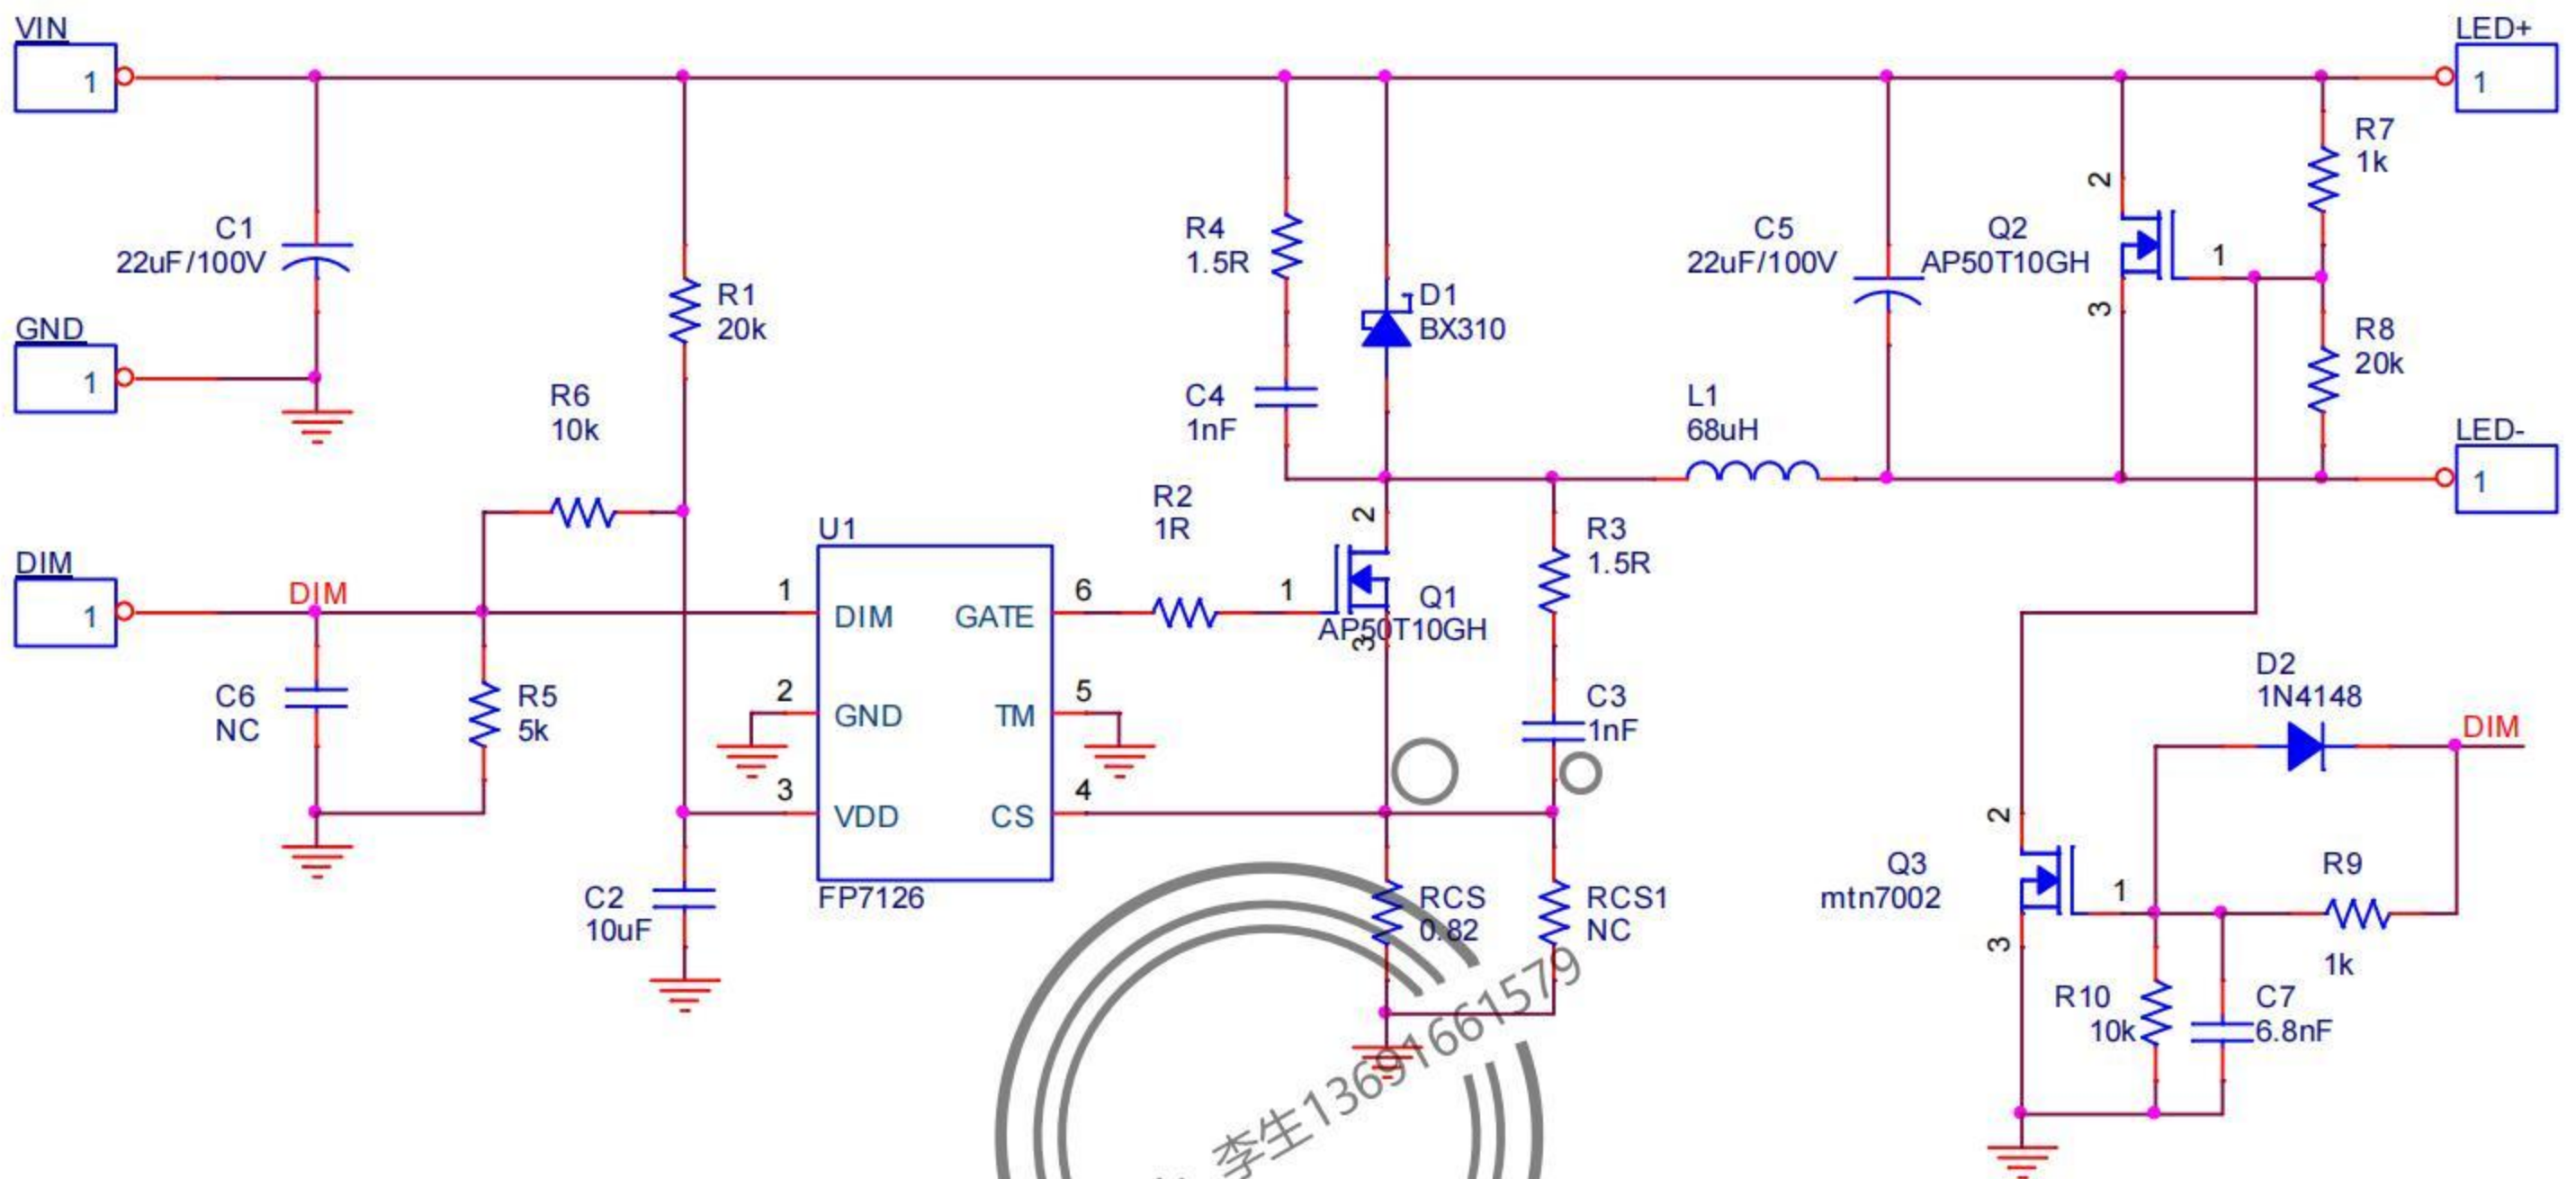 VIN
1
LED+
1
R7
1k
C1
22uF/100V
R4
1.5R
C5
22uF/100V
Q2
AP50T10GH
2
1
3
R1
20k
D1
BX310
GND
1
R8
20k
R6
10k
C4
1nF
L1
68uH
LED-
1
R2
1R
2
U1
R3
1.5R
DIM
1
DIM
1
DIM
GATE
6
1
Q1
AP50T10GH
3
C6
NC
R5
5k
2
GND
TM
5
C3
1nF
D2
1N4148
DIM
3
VDD
CS
4
2
C2
10uF
FP7126
RCS
0.82
RCS1
NC
Q3
mtn7002
1
R9
1k
3
R10
10k
C7
6.8nF
李生13691661579